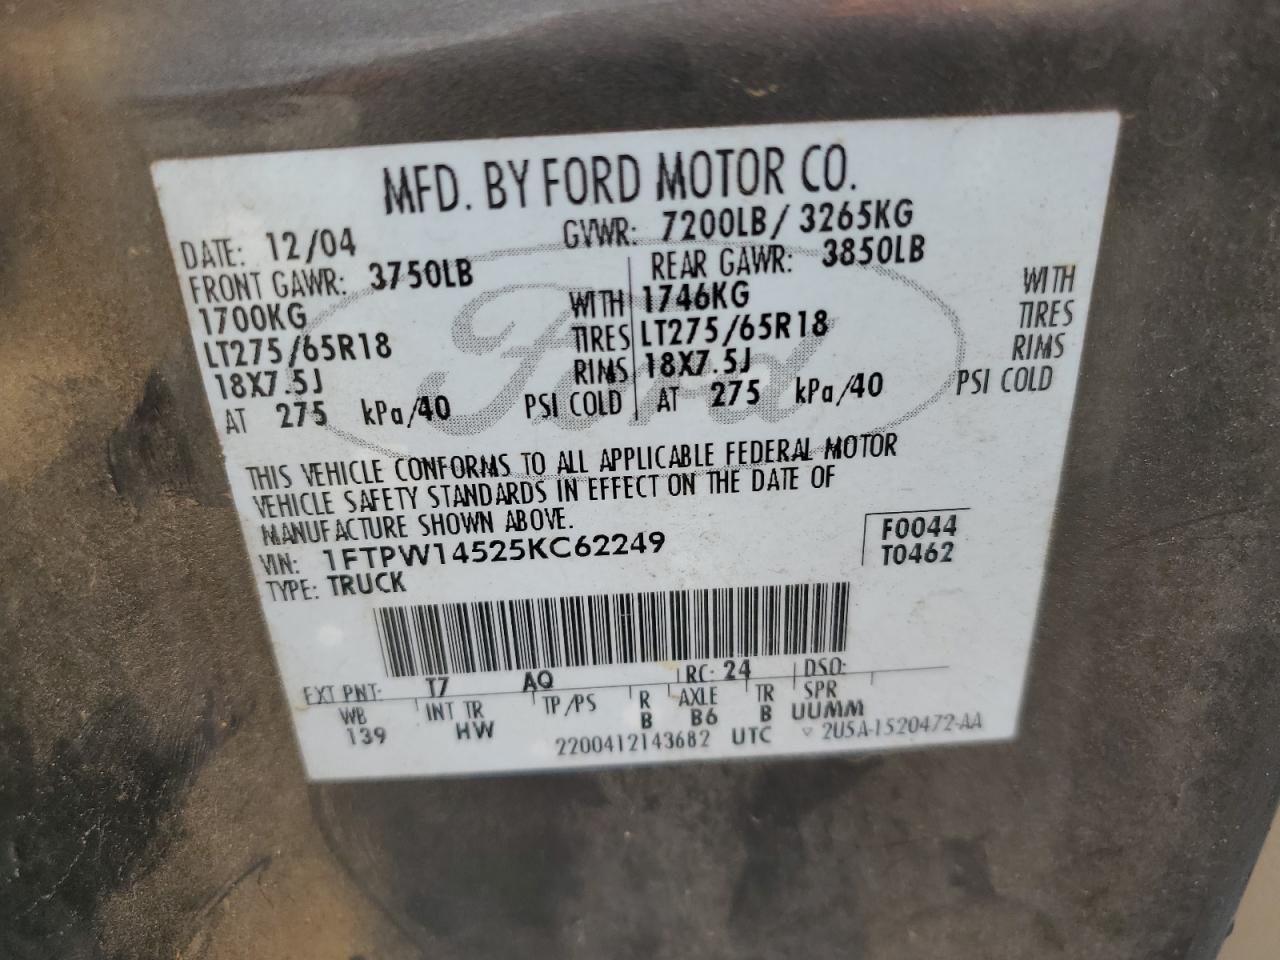 MFD. BY FORD MOTOR CO.
DATE: 12/04 GVWR: 7200LB/ 3265KG
FRONT GAWR: 3750LB REAR GAWR: 3850LB
1700KG WITH 1746KG WITH
LT275/65R18 TIRES LT275/65R18 TIRES
18X7.5J RIMS 18X7.5J RIMS
AT 275 kPa/40 PSI COLD AT 275 kPa/40 PSI COLD
Ford
THIS VEHICLE CONFORMS TO ALL APPLICABLE FEDERAL MOTOR
VEHICLE SAFETY STANDARDS IN EFFECT ON THE DATE OF
MANUFACTURE SHOWN ABOVE.
VIN: 1FTPW14525KC62249 F0044
TYPE: TRUCK T0462
EXT PNT: T7 AQ RC: 24 DSO:
WB INT TR TP/PS R AXLE TR SPR
139 HW B B6 B UUMM
2200412143682 UTC ▽ 2U5A-1520472-AA